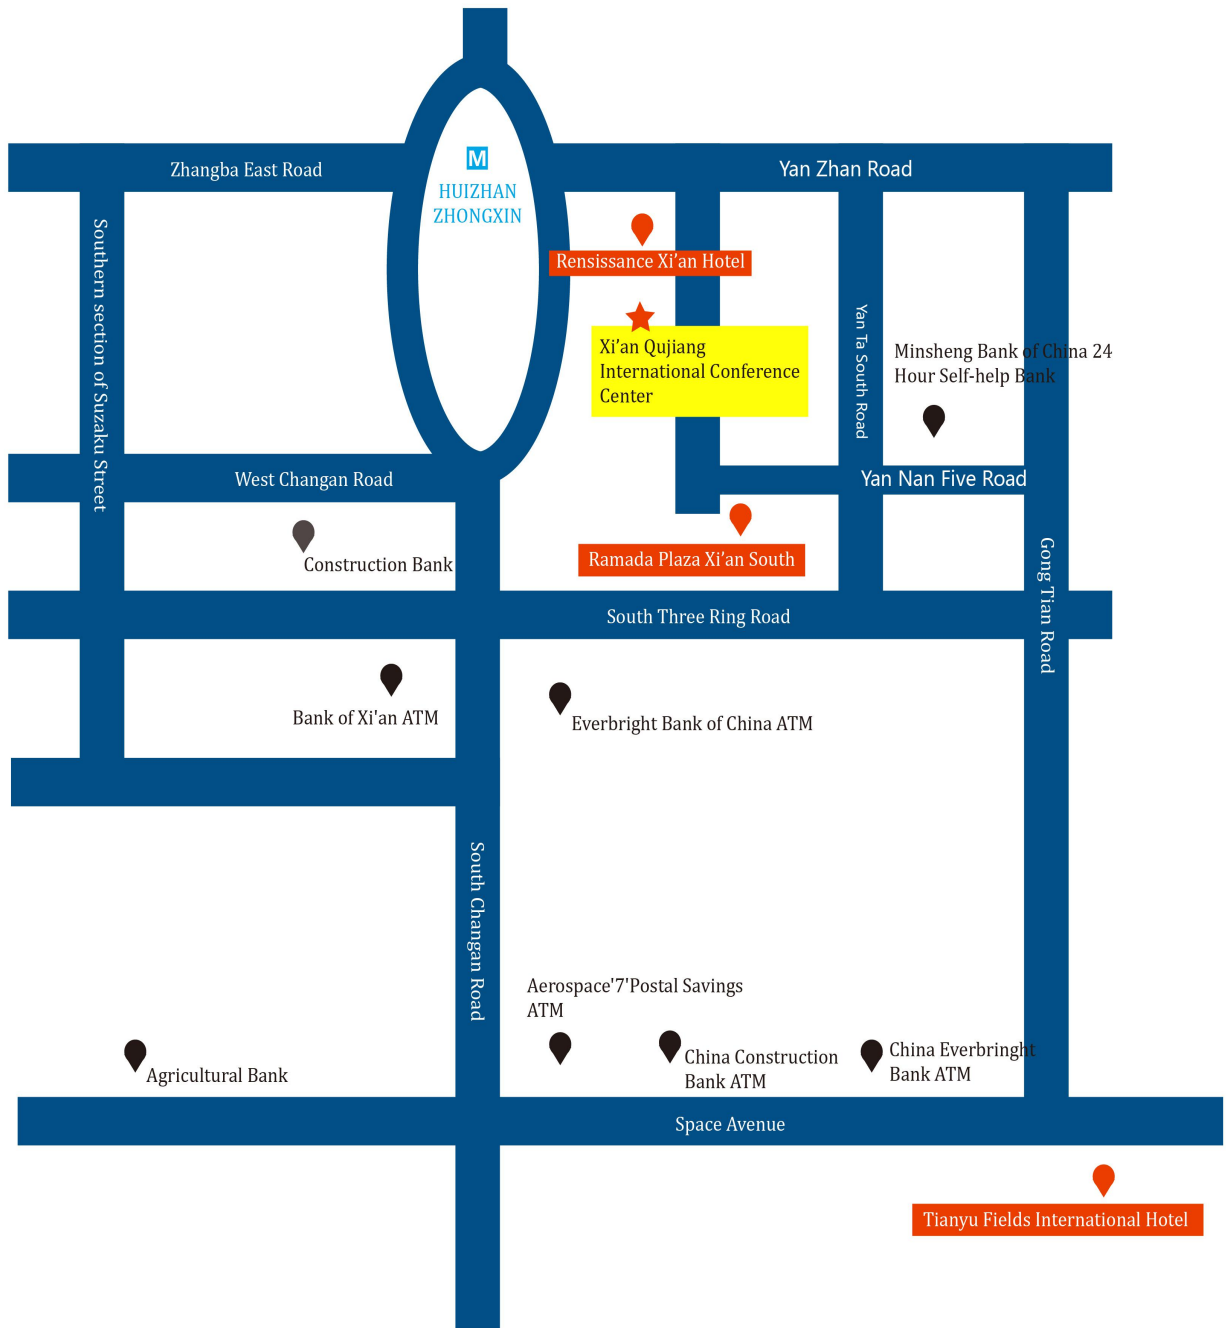 Zhangba East Road
Yan Zhan Road
M
HUIZHAN
ZHONGXIN
Southern section of Suzaku Street
Rensissance Xi’an Hotel
Xi’an Qujiang
International Conference
Center
Yan Ta South Road
Minsheng Bank of China 24
Hour Self-help Bank
West Changan Road
Yan Nan Five Road
Construction Bank
Ramada Plaza Xi’an South
Gong Tian Road
South Three Ring Road
Bank of Xi'an ATM
Everbright Bank of China ATM
South Changan Road
Aerospace'7'Postal Savings
ATM
Agricultural Bank
China Construction
Bank ATM
China Everbringht
Bank ATM
Space Avenue
Tianyu Fields International Hotel